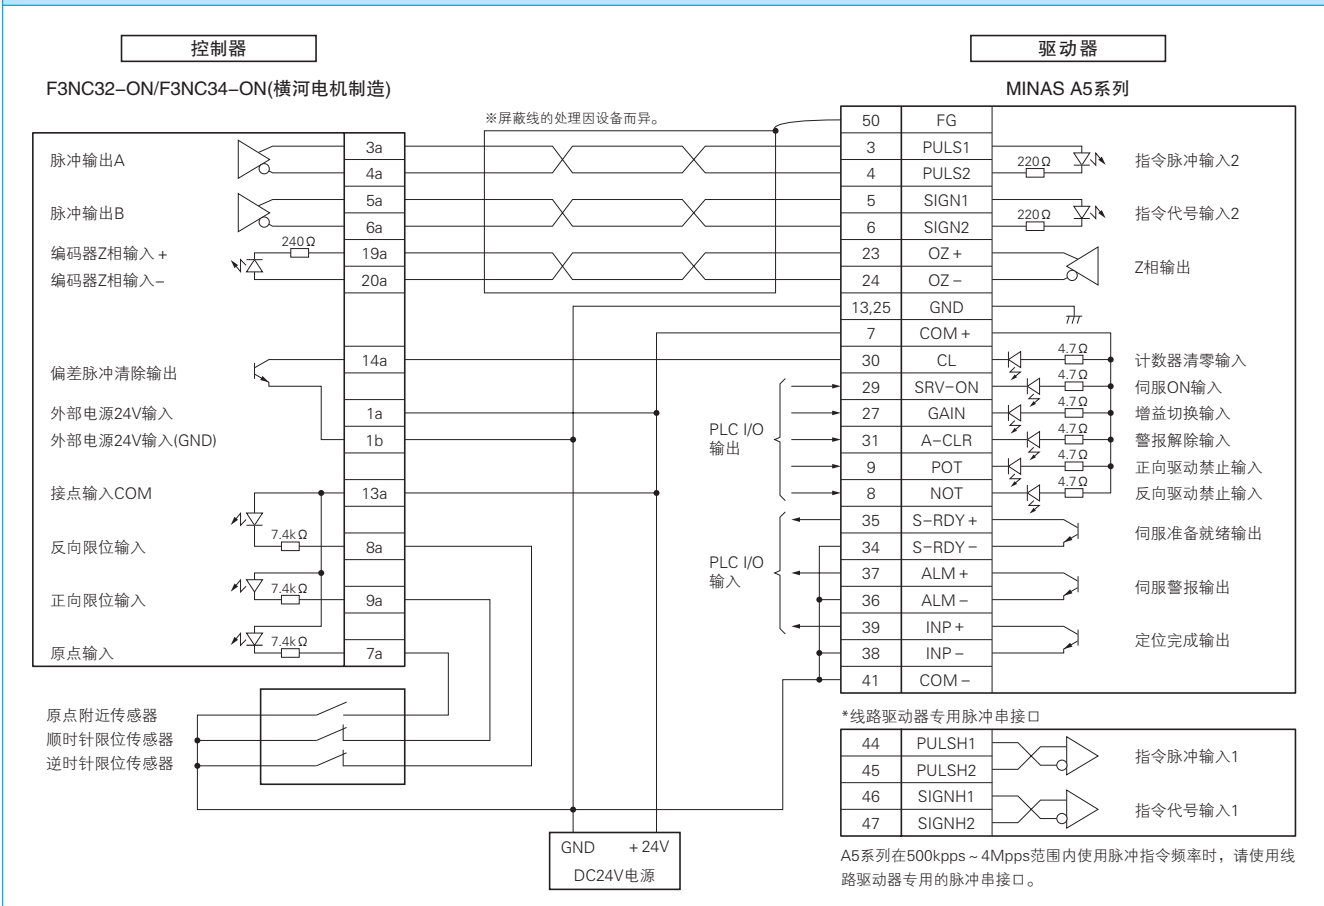 控制器
驱动器
F3NC32-ON/F3NC34-ON(横河电机制造)
MINAS A5系列
※屏蔽线的处理因设备而异。
脉冲输出A
3a
4a
脉冲输出B
5a
6a
编码器Z相输入+
240Ω
19a
编码器Z相输入-
20a
偏差脉冲清除输出
14a
外部电源24V输入
1a
外部电源24V输入(GND)
1b
接点输入COM
13a
反向限位输入
7.4kΩ
8a
正向限位输入
7.4kΩ
9a
原点输入
7.4kΩ
7a
原点附近传感器
顺时针限位传感器
逆时针限位传感器
GND +24V
DC24V电源
PLC I/O
输出
PLC I/O
输入
50 FG
3 PULS1
4 PULS2
220Ω
指令脉冲输入2
5 SIGN1
6 SIGN2
220Ω
指令代号输入2
23 OZ+
24 OZ-
Z相输出
13,25 GND
7 COM+
30 CL 4.7Ω 计数器清零输入
29 SRV-ON 4.7Ω 伺服ON输入
27 GAIN 4.7Ω 增益切换输入
31 A-CLR 4.7Ω 警报解除输入
9 POT 4.7Ω 正向驱动禁止输入
8 NOT 4.7Ω 反向驱动禁止输入
35 S-RDY+
34 S-RDY-
伺服准备就绪输出
37 ALM+
36 ALM-
伺服警报输出
39 INP+
38 INP-
定位完成输出
41 COM-
*线路驱动器专用脉冲串接口
44 PULSH1
45 PULSH2
指令脉冲输入1
46 SIGNH1
47 SIGNH2
指令代号输入1
A5系列在500kpps~4Mpps范围内使用脉冲指令频率时，请使用线
路驱动器专用的脉冲串接口。